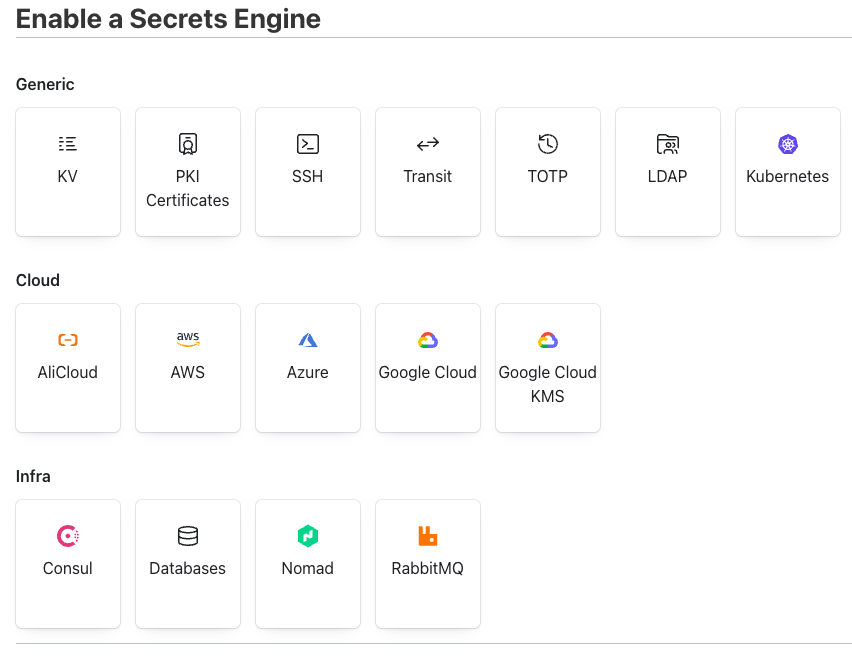 Enable a Secrets Engine
Generic
KV
PKI
Certificates
SSH
Transit
TOTP
LDAP
Kubernetes
Cloud
AliCloud
aws
AWS
Azure
Google Cloud
Google Cloud
KMS
Infra
Consul
Databases
Nomad
RabbitMQ